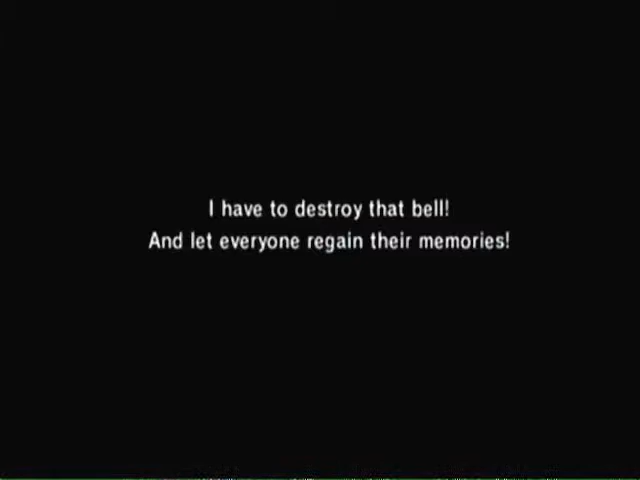 I have to destroy that bell!
And let everyone regain their memories!